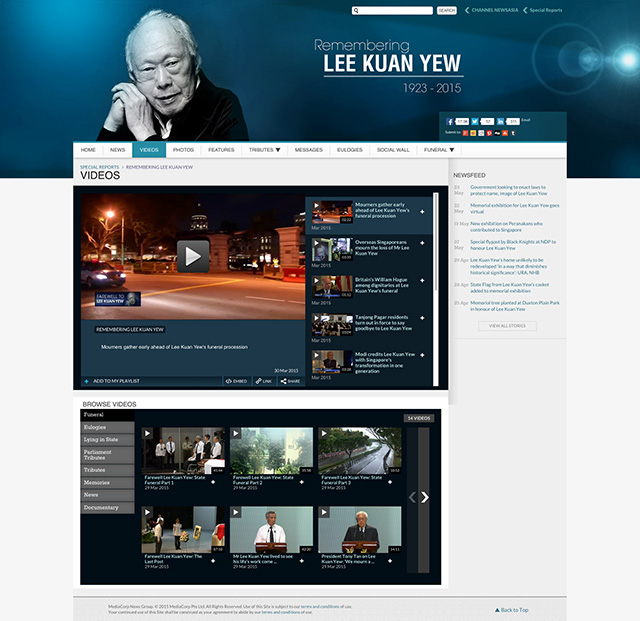 SEARCH
CHANNEL NEWSASIA
Special Reports
Remembering
LEE KUAN YEW
1923 - 2015
Email
Submit to
HOME NEWS VIDEOS PHOTOS FEATURES TRIBUTES MESSAGES EULOGIES SOCIAL WALL FUNERAL
SPECIAL REPORTS > REMEMBERING LEE KUAN YEW
VIDEOS
FAREWELL TO
LEE KUAN YEW
REMEMBERING LEE KUAN YEW
Mourners gather early ahead of Lee Kuan Yew's funeral procession
30 Mar 2015
ADD TO MY PLAYLIST
EMBED LINK SHARE
Mourners gather early
ahead of Lee Kuan Yew's
funeral procession
Mar 2015
Overseas Singaporeans
mourn the loss of Mr Lee
Kuan Yew
Mar 2015
Britain's William Hague
among dignitaries at Lee
Kuan Yew's funeral
Mar 2015
Tanjong Pagar residents
turn out in force to say
goodbye to Lee Kuan Yew
Mar 2015
Modi credits Lee Kuan Yew
with Singapore's
transformation in one
generation
Mar 2015
NEWSFEED
Government looking to enact laws to
protect name, image of Lee Kuan Yew
May
Memorial exhibition for Lee Kuan Yew goes
virtual
May
New exhibition on Peranakans who
contributed to Singapore
Special flypast by Black Knights at NDP to
honour Lee Kuan Yew
Lee Kuan Yew's home unlikely to be
redeveloped 'in a way that diminishes
historical significance': URA, NHB
State Flag from Lee Kuan Yew's casket
added to memorial exhibition
Memorial tree planted at Duxton Plain Park
in honour of Lee Kuan Yew
VIEW ALL STORIES
BROWSE VIDEOS
Funeral
Eulogies
Lying in State
Parliament
Tributes
Tributes
Memories
News
Documentary
14 VIDEOS
Farewell Lee Kuan Yew: State
Funeral Part 1
29 Mar 2015
Farewell Lee Kuan Yew: State
Funeral Part 2
29 Mar 2015
Farewell Lee Kuan Yew: State
Funeral Part 3
29 Mar 2015
Farewell Lee Kuan Yew: The
Last Post
29 Mar 2015
Mr Lee Kuan Yew lived to see
his life's work come ...
29 Mar 2015
President Tony Tan on Lee
Kuan Yew: 'We mourn a ...
29 Mar 2015
MediaCorp News Group. © 2015 MediaCorp Pte Ltd. All Rights Reserved. Use of this Site is subject to our terms and conditions of use.
Your continued use of this Site shall be construed as your agreement to abide by our terms and conditions of use.
Back to Top